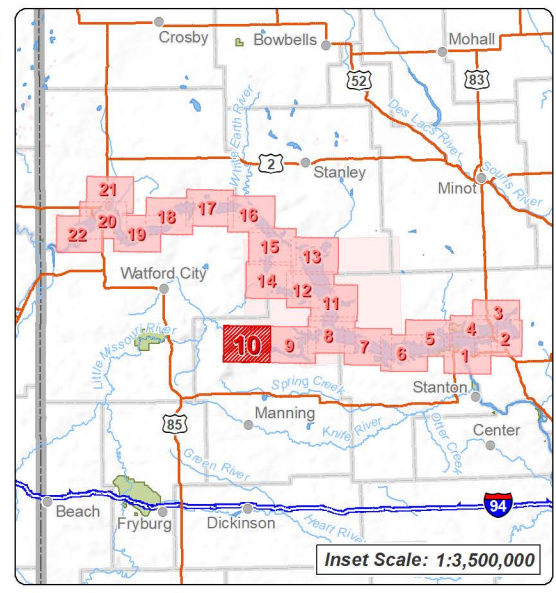 Crosby
Bowbells
Mohall
52
83
Des Lacs River
White Earth River
2
Stanley
Minot
Souris River
21
22
20
19
18
17
16
15
13
14
12
11
Watford City
10
9
8
7
6
5
4
3
2
1
Little Missouri River
Spring Creek
Stanton
Manning
Knife River
Otter Creek
Center
85
Green River
94
Beach
Fryburg
Dickinson
Heart River
Inset Scale: 1:3,500,000